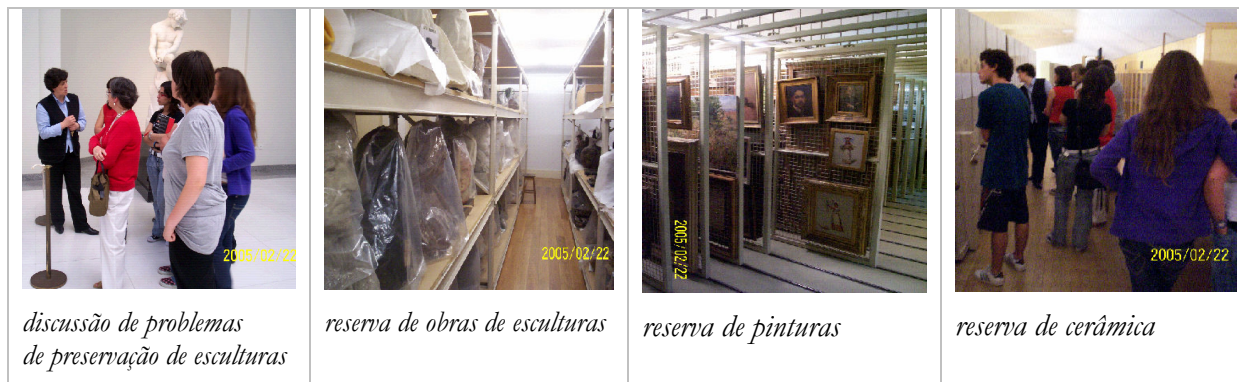 2005/02/22
discussão de problemas
de preservação de esculturas
2005/02/22
reserva de obras de esculturas
2005/02/22
reserva de pinturas
2005/02/22
reserva de cerâmica